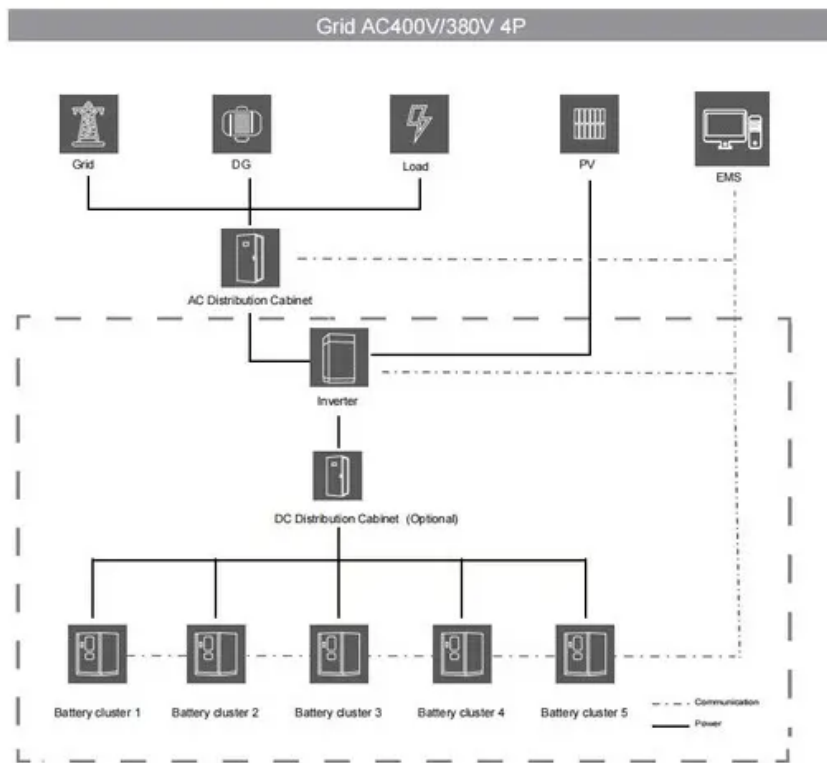 Grid AC400V/380V 4P
Grid
DG
Load
PV
EMS
AC Distribution Cabinet
Inverter
DC Distribution Cabinet (Optional)
Battery cluster 1
Battery cluster 2
Battery cluster 3
Battery cluster 4
Battery cluster 5
Communication
Power